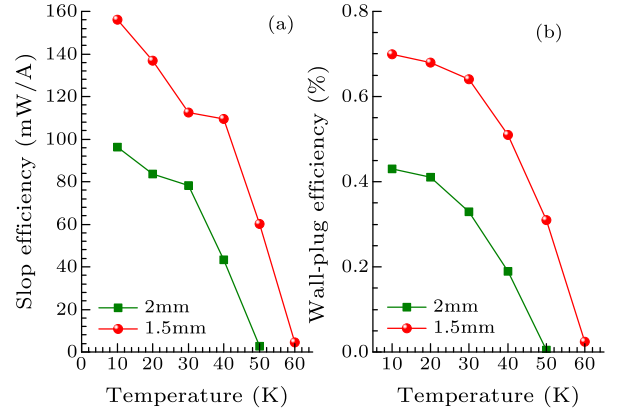 160
140
120
100
80
60
40
20
0
Slop efficiency (mW/A)
(a)
2mm
1.5mm
0 10 20 30 40 50 60
Temperature (K)
0.8
0.6
0.4
0.2
0.0
Wall-plug efficiency (%)
(b)
2mm
1.5mm
10 20 30 40 50 60
Temperature (K)